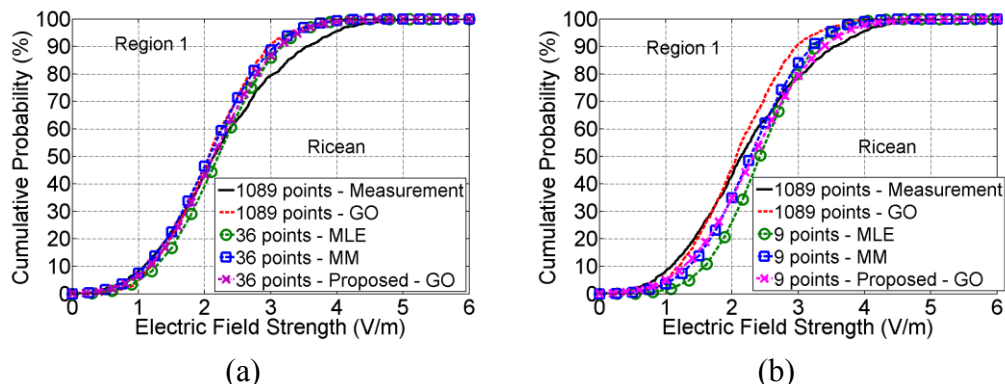 Cumulative Probability (%)
100
90
80
70
60
50
40
30
20
10
0
Region 1
Ricean
1089 points - Measurement
1089 points - GO
36 points - MLE
36 points - MM
36 points - Proposed - GO
0 1 2 3 4 5 6
Electric Field Strength (V/m)
(a)
Cumulative Probability (%)
100
90
80
70
60
50
40
30
20
10
0
Region 1
Ricean
1089 points - Measurement
1089 points - GO
9 points - MLE
9 points - MM
9 points - Proposed - GO
0 1 2 3 4 5 6
Electric Field Strength (V/m)
(b)